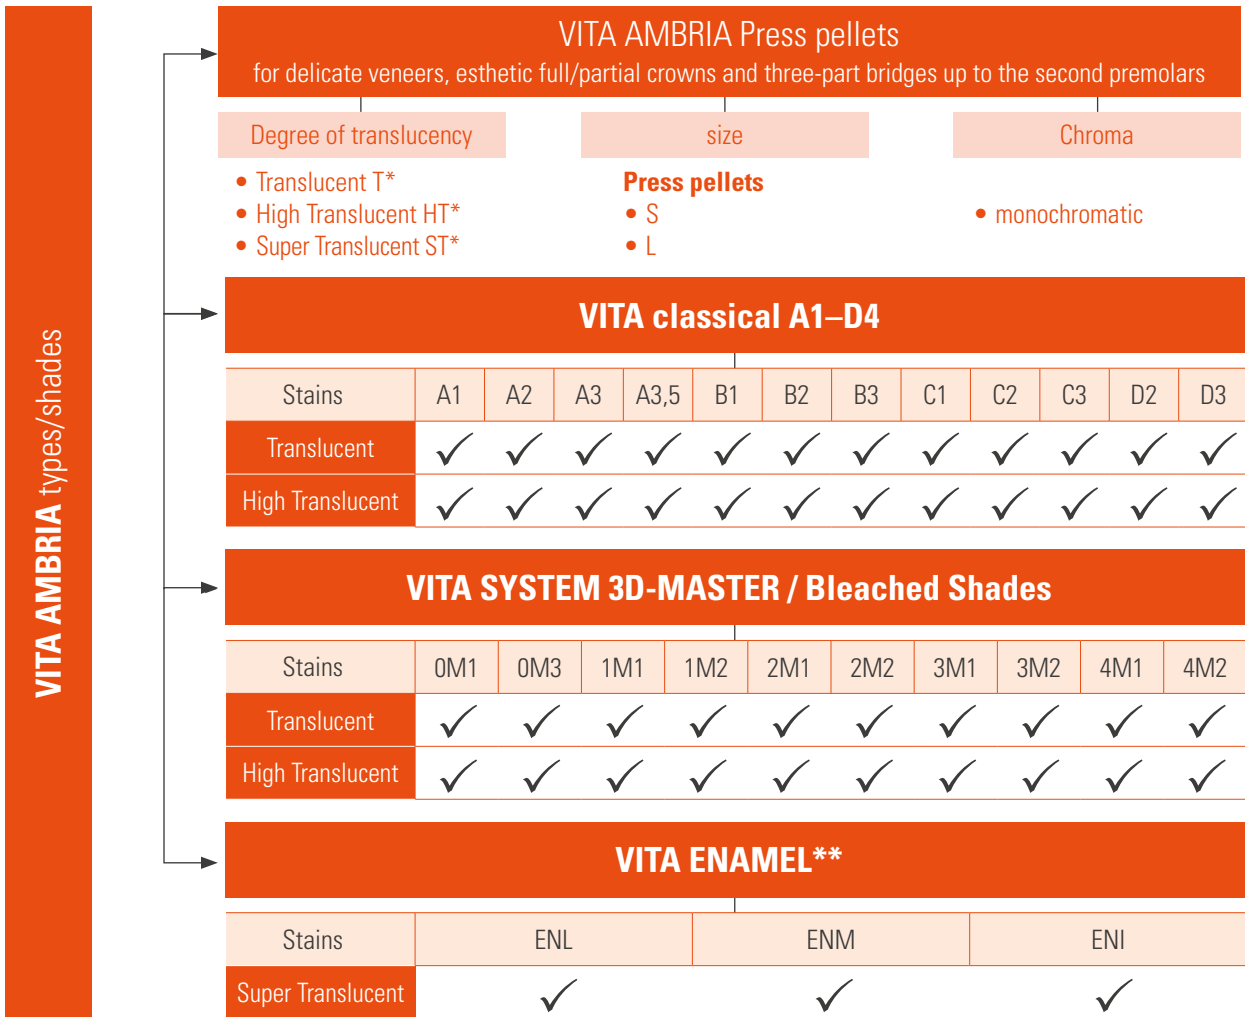 VITA AMBRIA types/shades
VITA AMBRIA Press pellets
for delicate veneers, esthetic full/partial crowns and three-part bridges up to the second premolars
Degree of translucency
• Translucent T*
• High Translucent HT*
• Super Translucent ST*
size
Press pellets
• S
• L
Chroma
• monochromatic
VITA classical A1–D4
Stains A1 A2 A3 A3,5 B1 B2 B3 C1 C2 C3 D2 D3
Translucent ✓ ✓ ✓ ✓ ✓ ✓ ✓ ✓ ✓ ✓ ✓ ✓
High Translucent ✓ ✓ ✓ ✓ ✓ ✓ ✓ ✓ ✓ ✓ ✓ ✓
VITA SYSTEM 3D-MASTER / Bleached Shades
Stains 0M1 0M3 1M1 1M2 2M1 2M2 3M1 3M2 4M1 4M2
Translucent ✓ ✓ ✓ ✓ ✓ ✓ ✓ ✓ ✓ ✓
High Translucent ✓ ✓ ✓ ✓ ✓ ✓ ✓ ✓ ✓ ✓
VITA ENAMEL**
Stains ENL ENM ENI
Super Translucent ✓ ✓ ✓